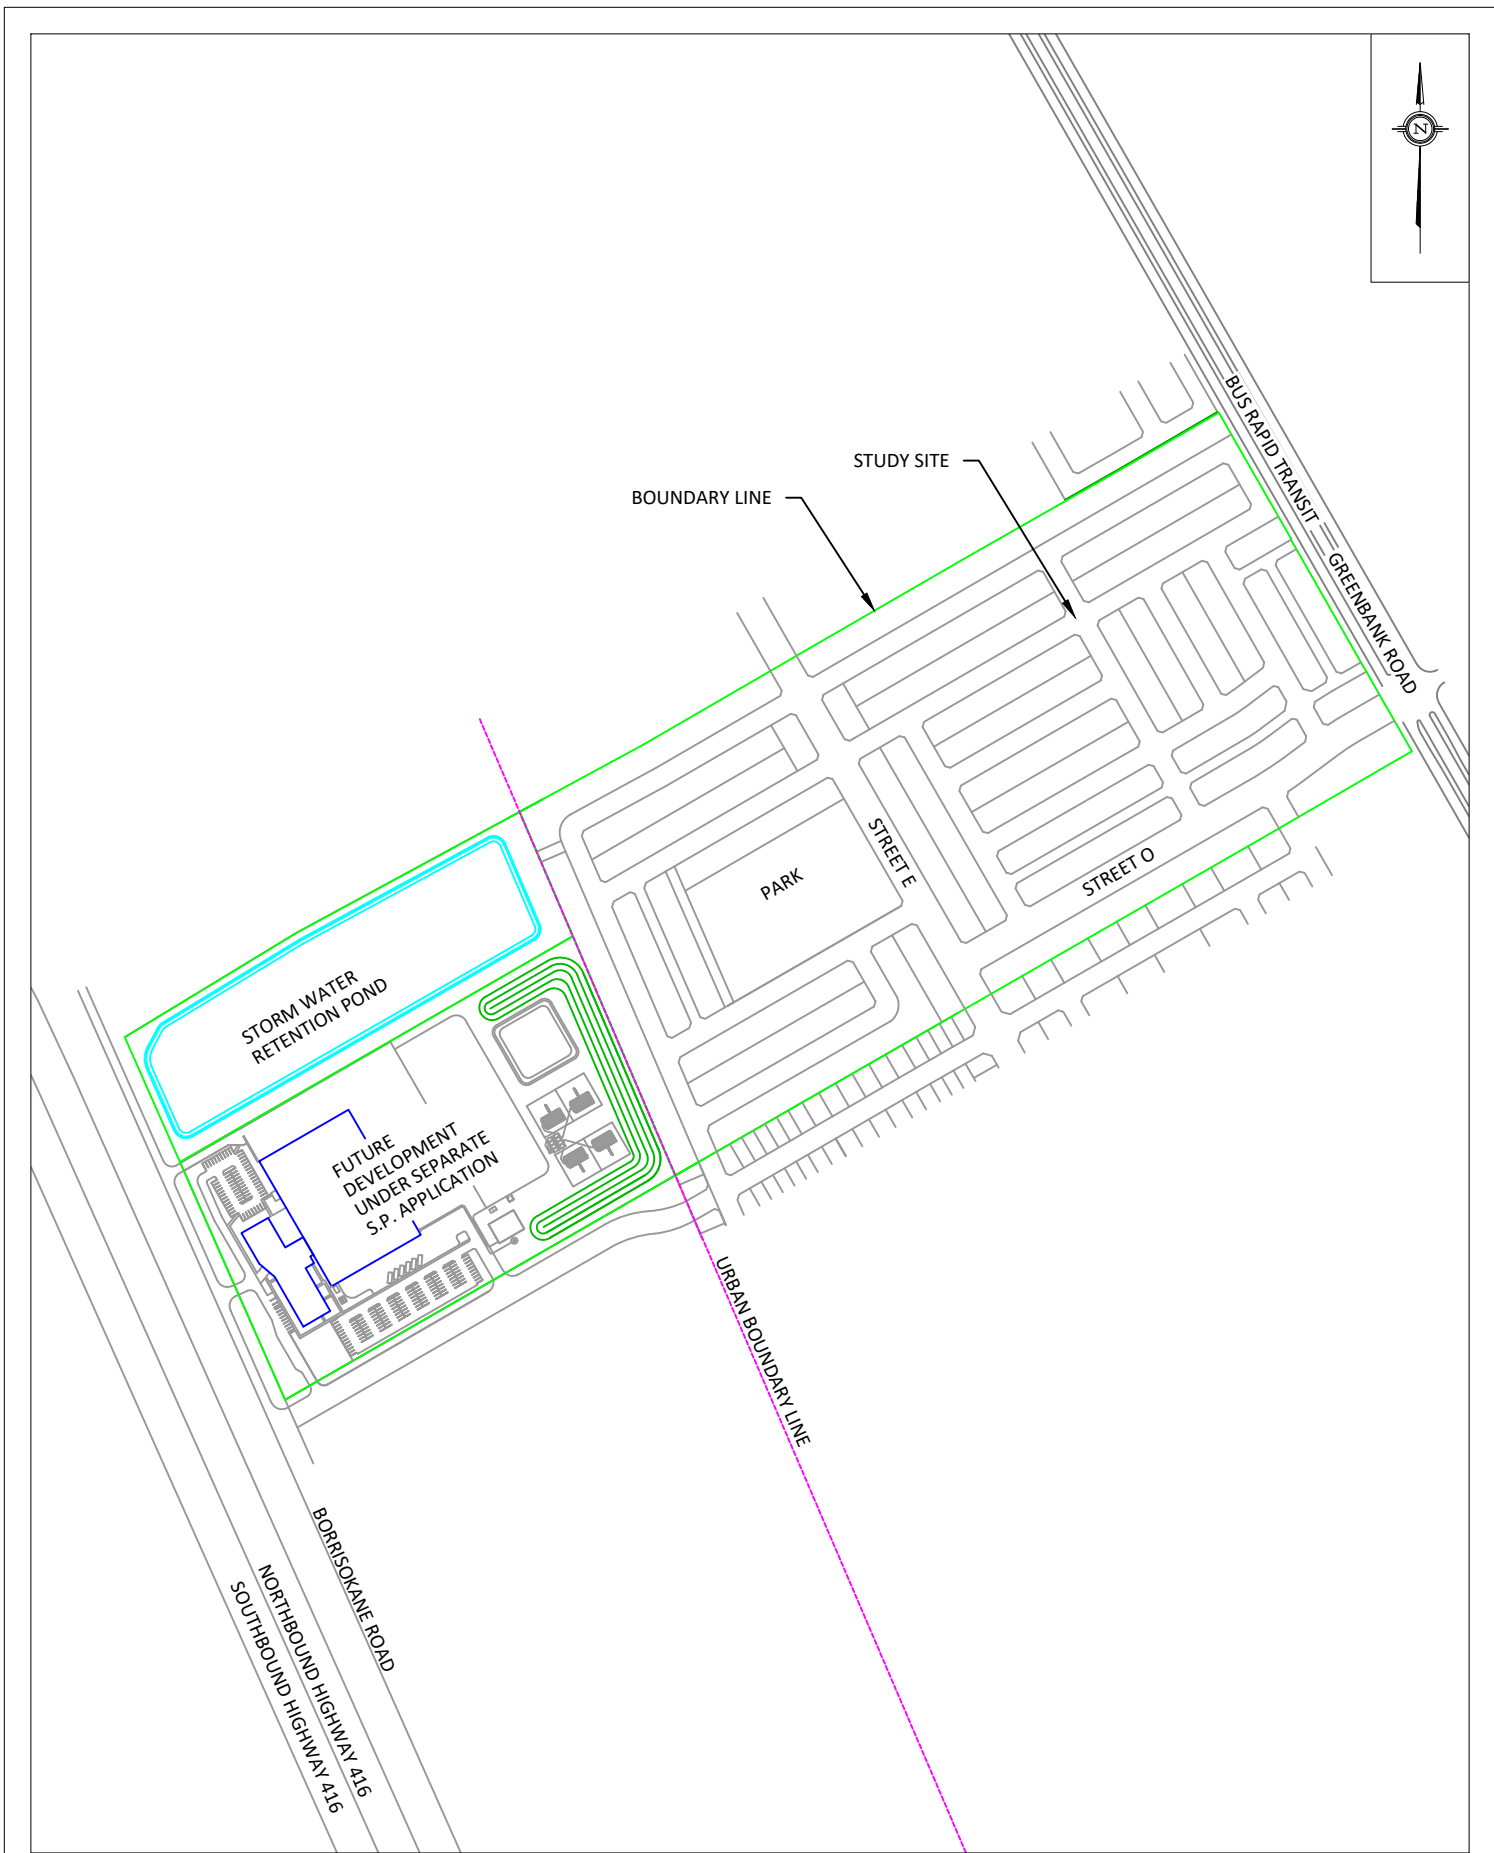 N
BUS RAPID TRANSIT
STUDY SITE
BOUNDARY LINE
GREENBANK ROAD
STREET E
PARK
STREET O
STORM WATER
RETENTION POND
FUTURE
DEVELOPMENT
UNDER SEPARATE
S.P. APPLICATION
URBAN BOUNDARY LINE
BORRISOKANE ROAD
NORTHBOUND HIGHWAY 416
SOUTHBOUND HIGHWAY 416